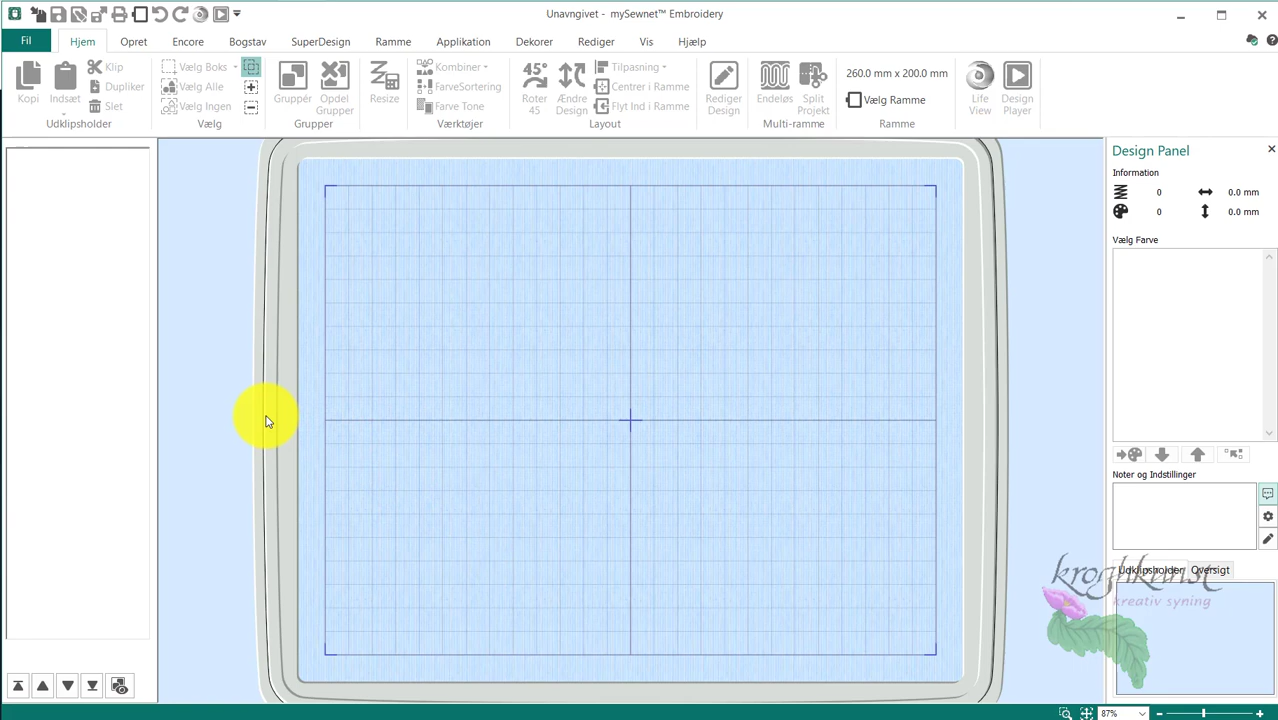 Unavngivet - mySewnet™ Embroidery
Fil Hjem Opret Encore Bogstav SuperDesign Ramme Applikation Dekorer Rediger Vis Hjælp
Kopi
Indsæt
Klip
Dupliker
Slet
Udklipsholder
Vælg Boks
Vælg Alle
Vælg Ingen
Vælg
Gruppér
Opdel
Grupper
Grupper
Resize
Kombiner
FarveSortering
Farve Tone
Værktøjer
Roter
45
45°
Ændre
Design
Tilpasning
Centrer i Ramme
Flyt Ind i Ramme
Layout
Rediger
Design
Endeløs
Split
Projekt
Multi-ramme
260.0 mm x 200.0 mm
Vælg Ramme
Ramme
Life
View
Design
Player
Design Panel
Information
0 0.0 mm
0 0.0 mm
Vælg Farve
Noter og Indstillinger
Udklipsholder Oversigt
kroghkunst
kreativ syning
87%